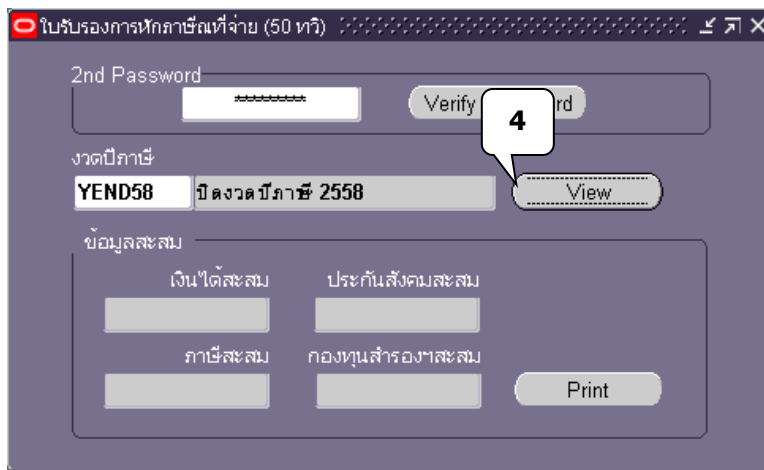 ใบรับรองการหักภาษีณที่จ่าย (50 ทวิ)
2nd Password
**********
Verify rd
4
งวดปีภาษี
YEND58 ปิดงวดปีภาษี 2558 View
ข้อมูลสะสม
เงินได้สะสม ประกันสังคมสะสม
ภาษีสะสม กองทุนสำรองฯสะสม
Print